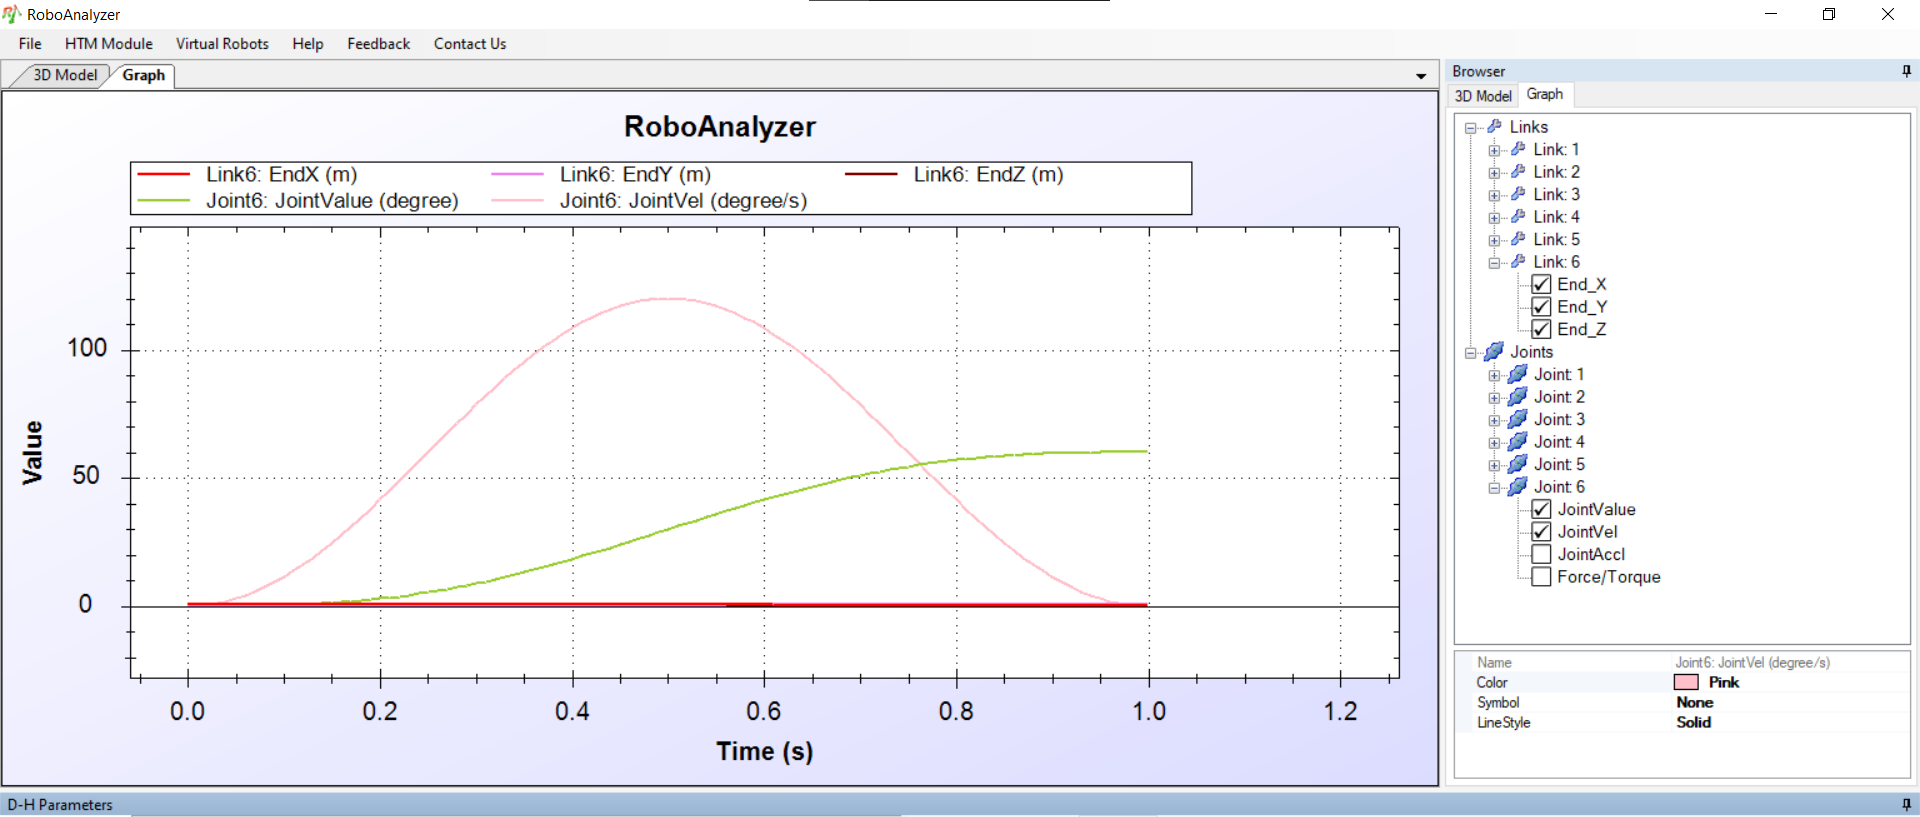 RoboAnalyzer
File HTM Module Virtual Robots Help Feedback Contact Us
3D Model Graph
RoboAnalyzer
Link6: EndX (m) Link6: EndY (m) Link6: EndZ (m)
Joint6: JointValue (degree) Joint6: JointVel (degree/s)
Value
100
50
0
0.0 0.2 0.4 0.6 0.8 1.0 1.2
Time (s)
Browser
3D Model Graph
Links
Link: 1
Link: 2
Link: 3
Link: 4
Link: 5
Link: 6
End_X
End_Y
End_Z
Joints
Joint: 1
Joint: 2
Joint: 3
Joint: 4
Joint: 5
Joint: 6
JointValue
JointVel
JointAccl
Force/Torque
Name Joint6: JointVel (degree/s)
Color Pink
Symbol None
LineStyle Solid
D-H Parameters